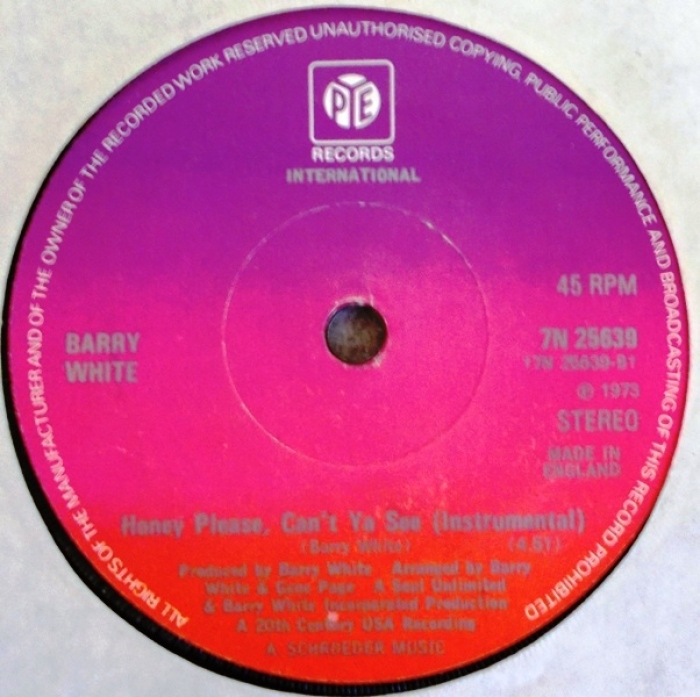 ALL RIGHTS OF THE MANUFACTURER AND OF THE OWNER OF THE RECORDED WORK RESERVED UNAUTHORISED COPYING, PUBLIC PERFORMANCE AND BROADCASTING OF THIS RECORD PROHIBITED
PYE
RECORDS
INTERNATIONAL
45 RPM
BARRY
WHITE
7N 25639
17N 25639-B1
℗ 1973
STEREO
MADE IN
ENGLAND
Honey Please, Can't Ya See (Instrumental)
(Barry White)
Produced by Barry White Arranged by Barry
White & Gene Page A Soul Unlimited
& Barry White Incorporated Production
A 20th Century USA Recording
A SCHROEDER MUSIC